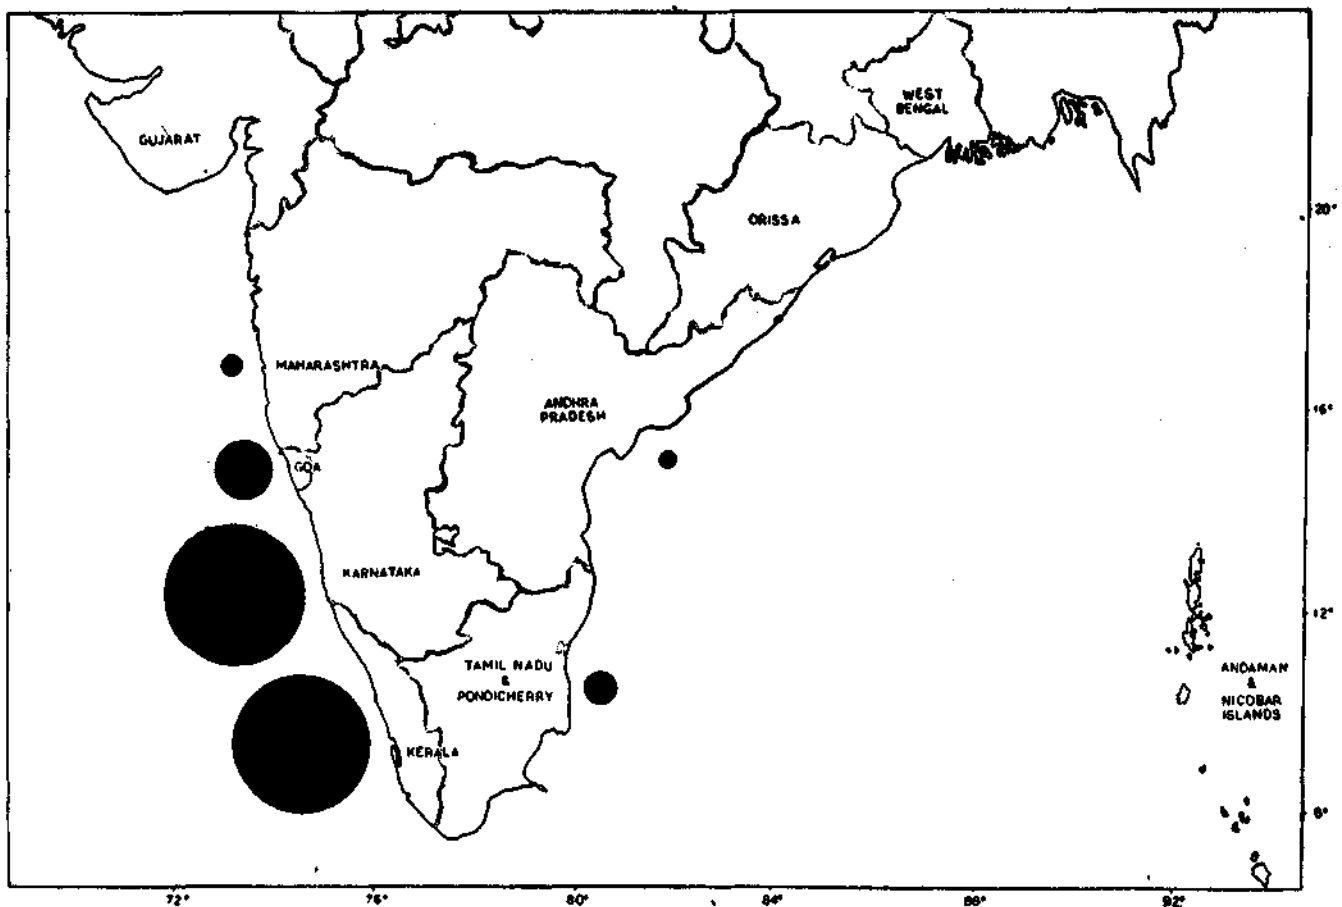 WEST
BENGAL
GUJARAT
ORISSA
20°
MAHARASHTRA
ANDHRA
PRADESH
16°
GOA
KARNATAKA
12°
TAMIL NADU
&
PONDICHERRY
ANDAMAN
&
NICOBAR
ISLANDS
KERALA
8°
72° 76° 80° 84° 88° 92°